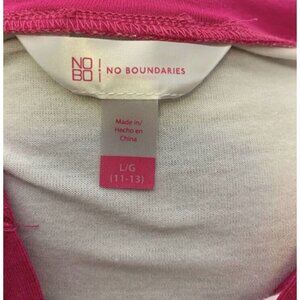 NO
BO
NO BOUNDARIES
Made in/
Hecho en
China
L/G
(11-13)